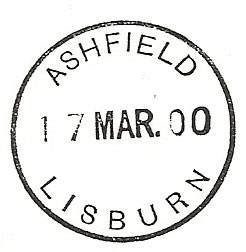 ASHFIELD
17 MAR. 00
LISBURN